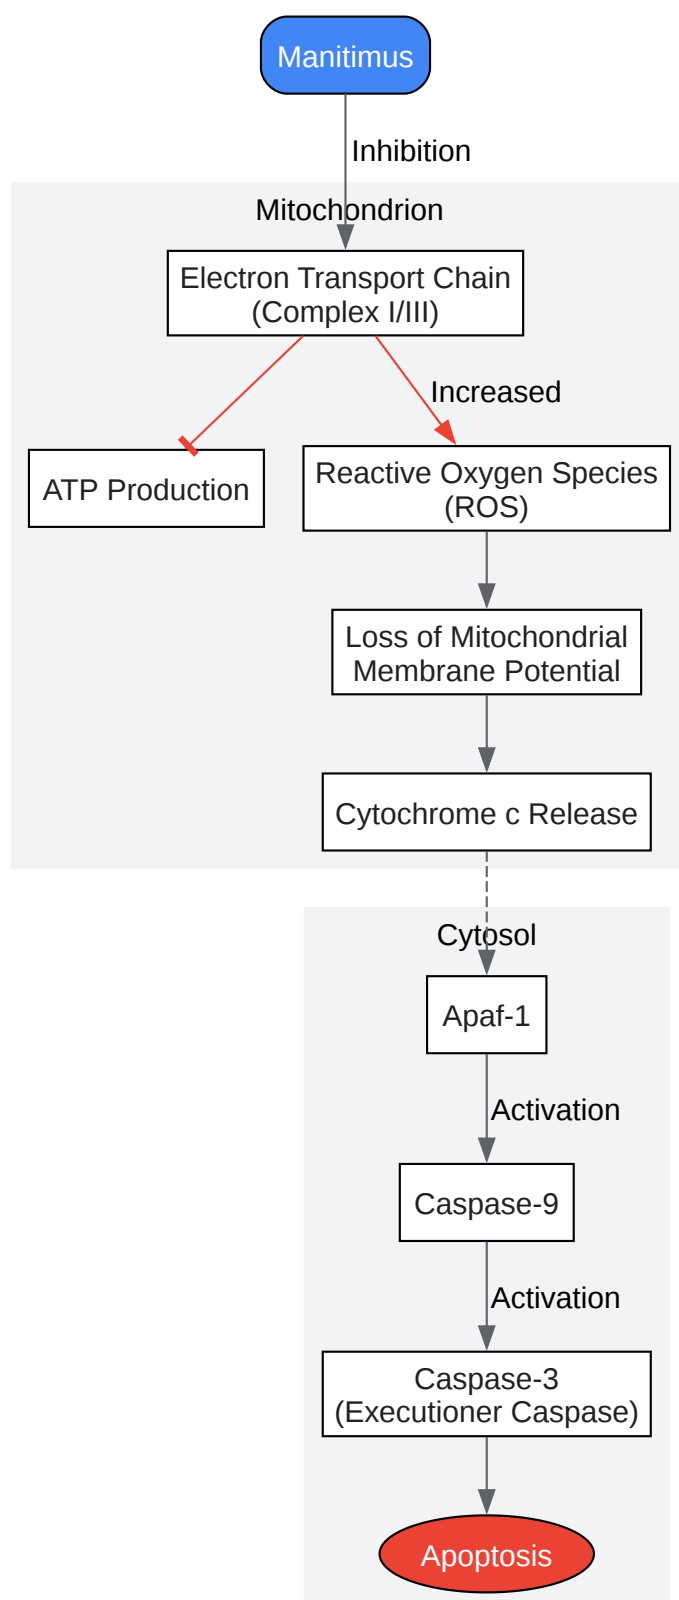 Manitimus
Inhibition
Mitochondrion
Electron Transport Chain
(Complex I/III)
Increased
ATP Production
Reactive Oxygen Species
(ROS)
Loss of Mitochondrial
Membrane Potential
Cytochrome c Release
Cytosol
Apaf-1
Activation
Caspase-9
Activation
Caspase-3
(Executioner Caspase)
Apoptosis